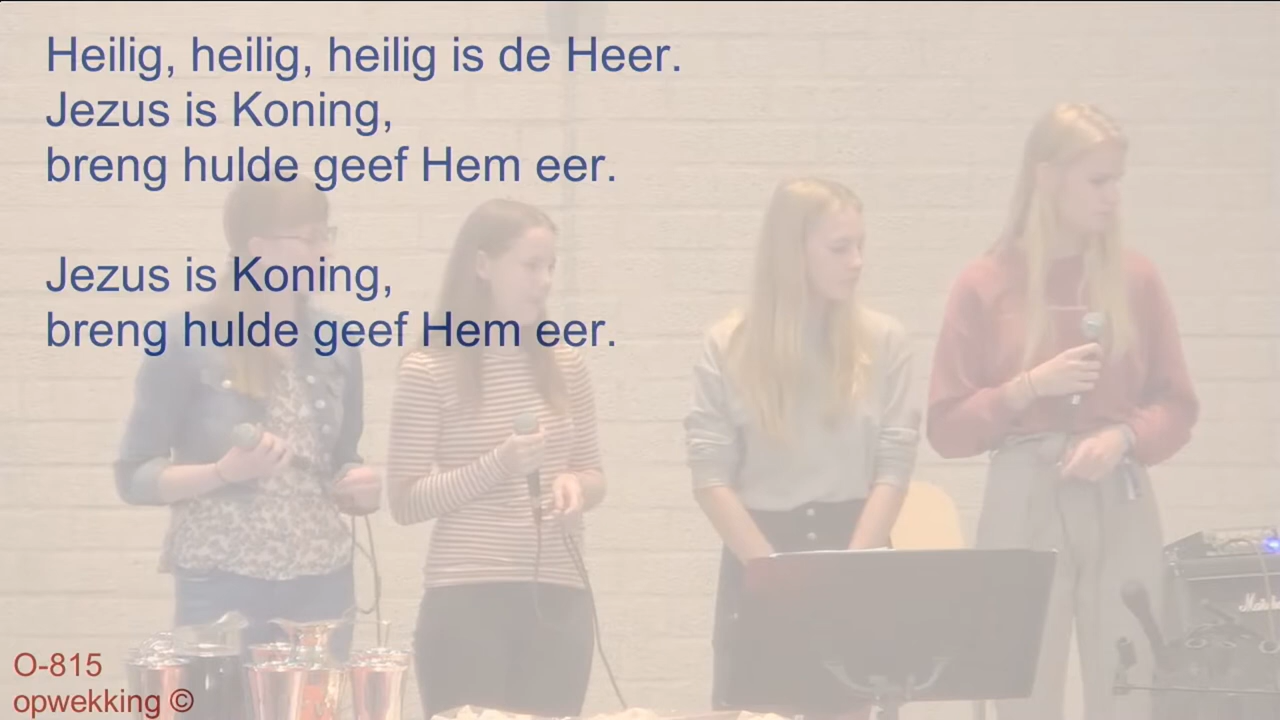 Heilig, heilig, heilig is de Heer.
Jezus is Koning,
breng hulde geef Hem eer.
Jezus is Koning,
breng hulde geef Hem eer.
O-815
opwekking ©